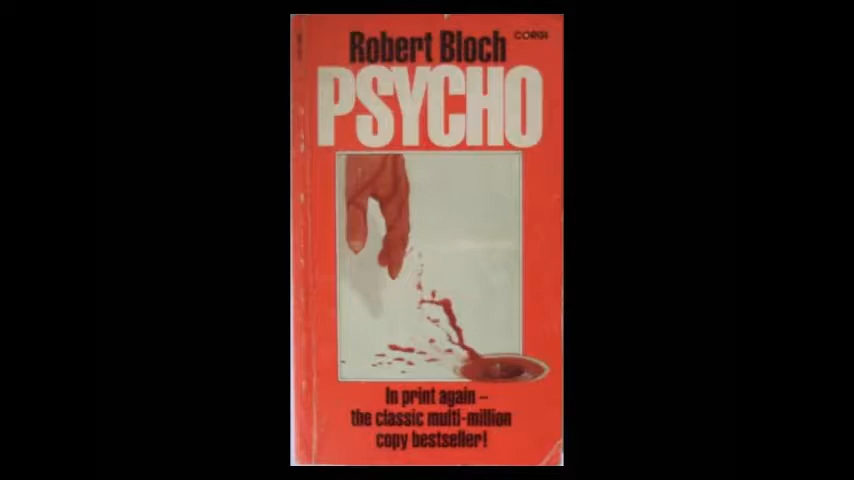 Robert Bloch
CORGI
PSYCHO
In print again –
the classic multi-million
copy bestseller!